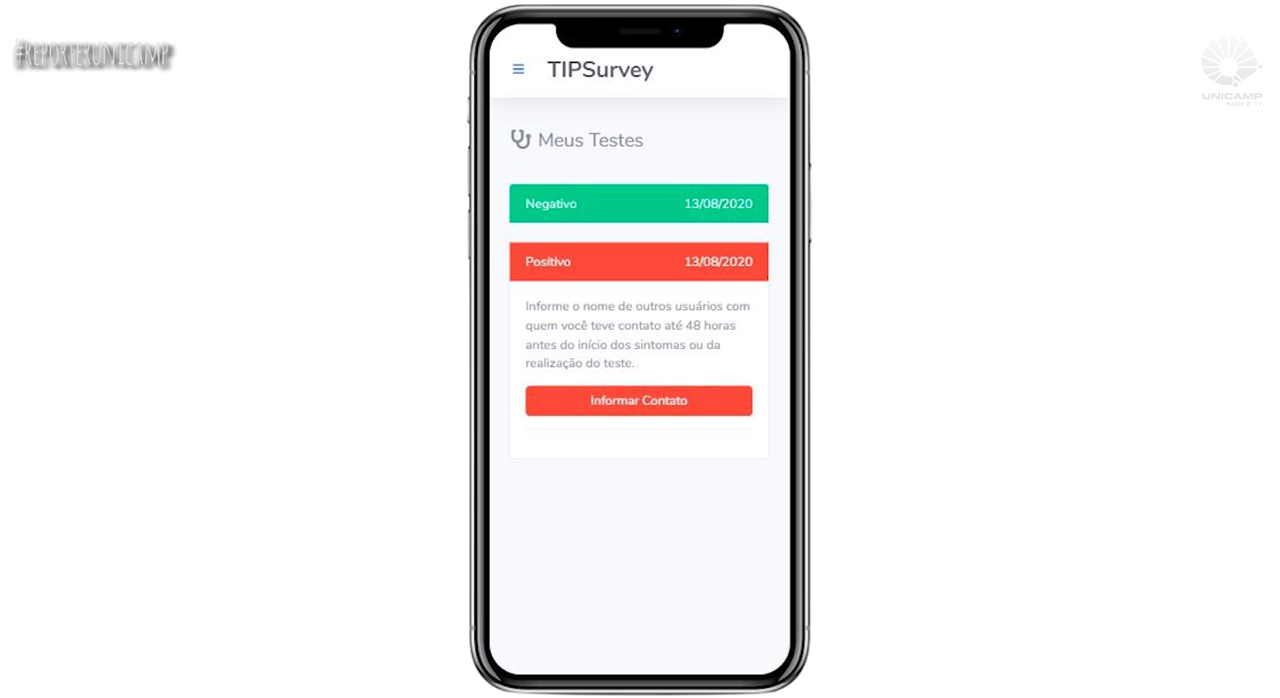 #REPORTERUNICAMP
UNICAMP
RÁDIO E TV
TIPSurvey
Meus Testes
Negativo 13/08/2020
Positivo 13/08/2020
Informe o nome de outros usuários com
quem você teve contato até 48 horas
antes do início dos sintomas ou da
realização do teste.
Informar Contato